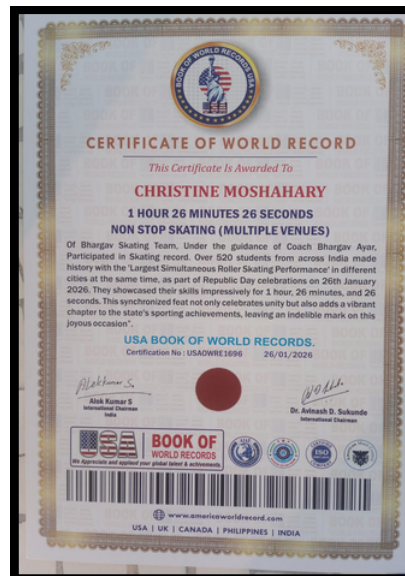 BOOK OF WORLD RECORDS USA
CERTIFICATE OF WORLD RECORD
This Certificate Is Awarded To
CHRISTINE MOSHAHARY
1 HOUR 26 MINUTES 26 SECONDS
NON STOP SKATING (MULTIPLE VENUES)
Of Bhargav Skating Team, Under the guidance of Coach Bhargav Ayar,
Participated in Skating record. Over 520 students from across India made
history with the 'Largest Simultaneous Roller Skating Performance' in different
cities at the same time, as part of Republic Day celebrations on 26th January
2026. They showcased their skills impressively for 1 hour, 26 minutes, and 26
seconds. This synchronized feat not only celebrates unity but also adds a vibrant
chapter to the state's sporting achievements, leaving an indelible mark on this
joyous occasion".
USA BOOK OF WORLD RECORDS.
Certification No : USAOWRE1696 26/01/2026
Alok Kumar S
International Chairman
India
Dr. Avinash D. Sukunde
International Chairman
USA BOOK OF
WORLD RECORDS
We Appreciate and applaud your global talent & achievements
ISO
www.americaworldrecord.com
USA | UK | CANADA | PHILIPPINES | INDIA